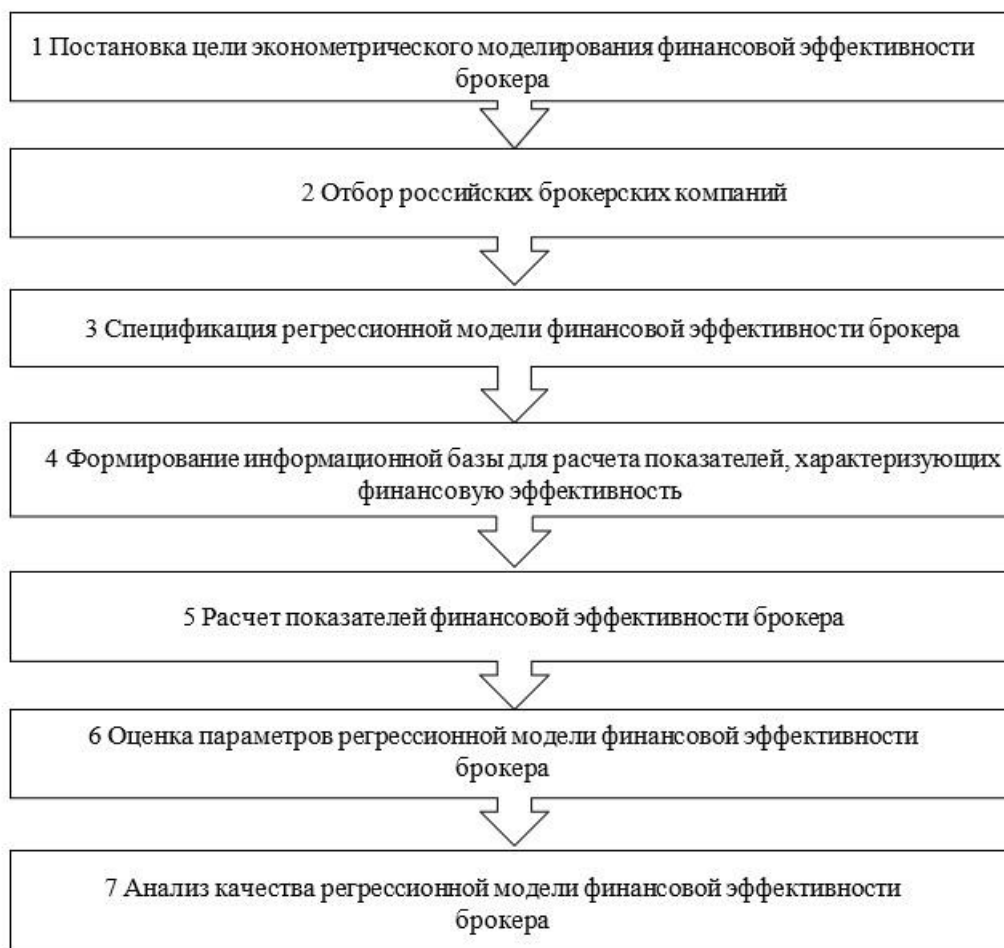 1 Постановка цели эконометрического моделирования финансовой эффективности
брокера
2 Отбор российских брокерских компаний
3 Спецификация регрессионной модели финансовой эффективности брокера
4 Формирование информационной базы для расчета показателей, характеризующих
финансовую эффективность
5 Расчет показателей финансовой эффективности брокера
6 Оценка параметров регрессионной модели финансовой эффективности
брокера
7 Анализ качества регрессионной модели финансовой эффективности
брокера